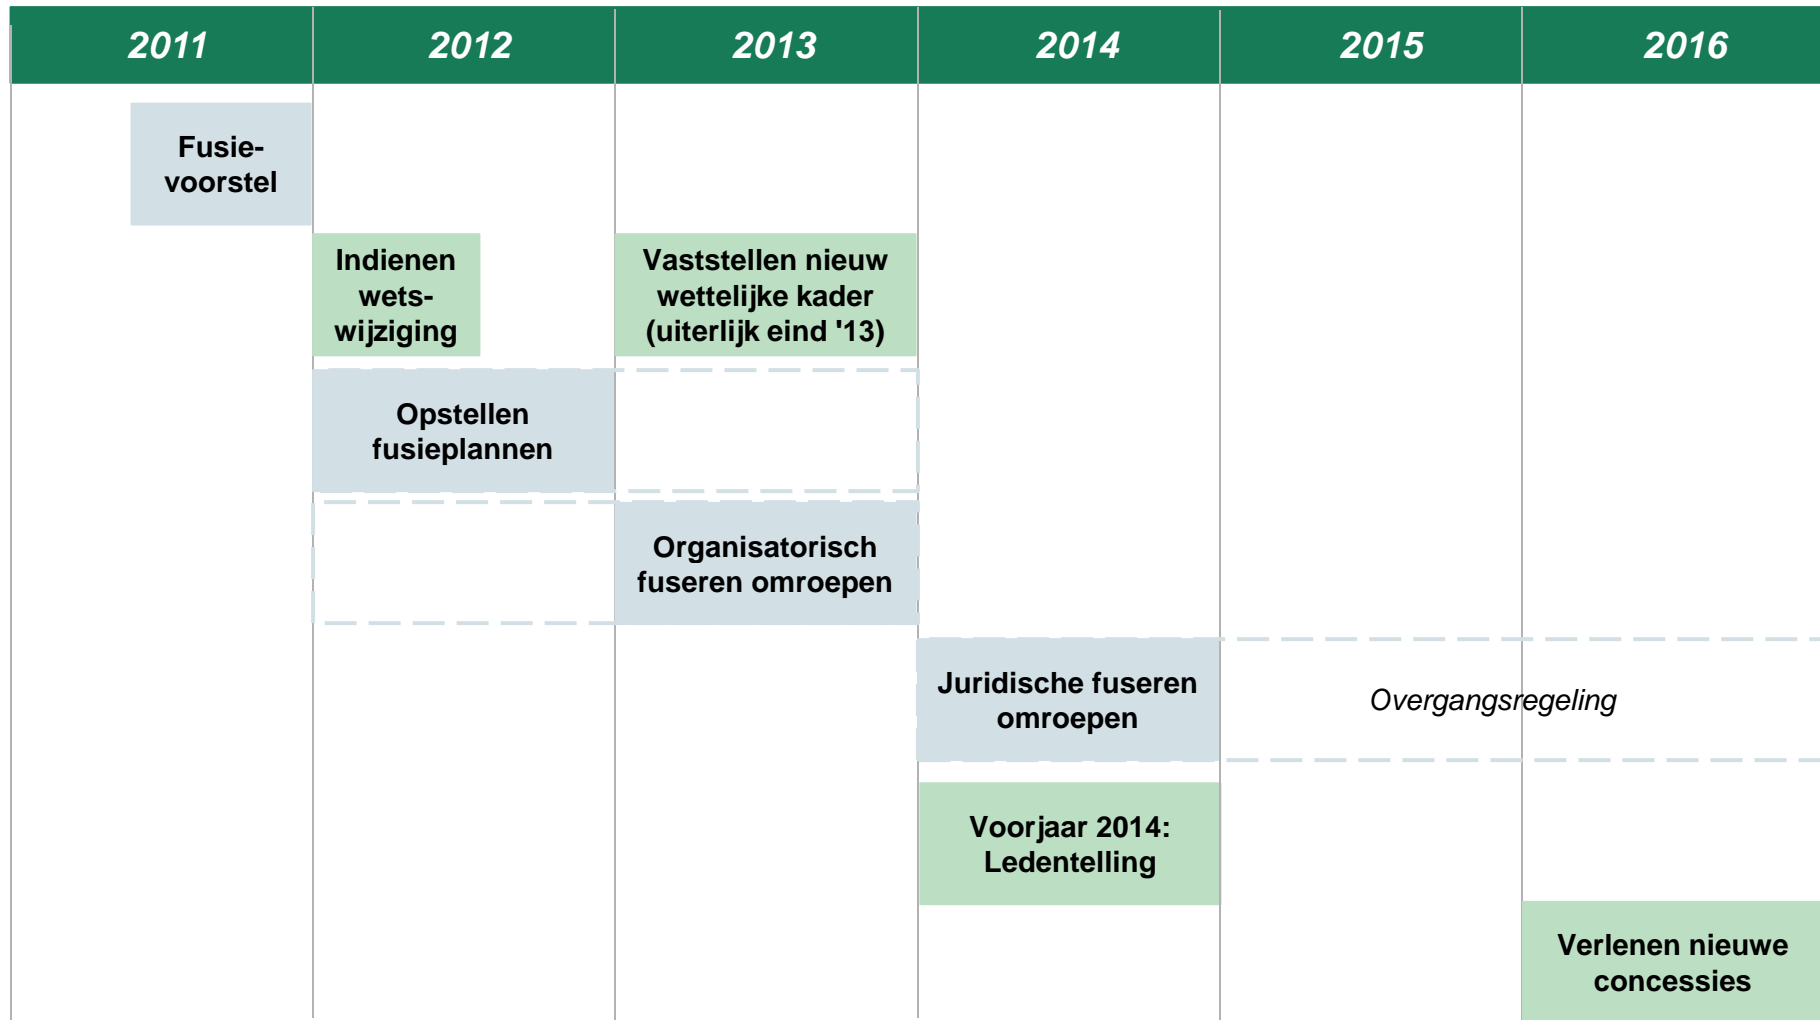 2011 2012 2013 2014 2015 2016
Fusie-
voorstel
Indienen
wets-
wijziging
Vaststellen nieuw
wettelijke kader
(uiterlijk eind '13)
Opstellen
fusieplannen
Organisatorisch
fuseren omroepen
Juridische fuseren
omroepen
Overgangsregeling
Voorjaar 2014:
Ledentelling
Verlenen nieuwe
concessies